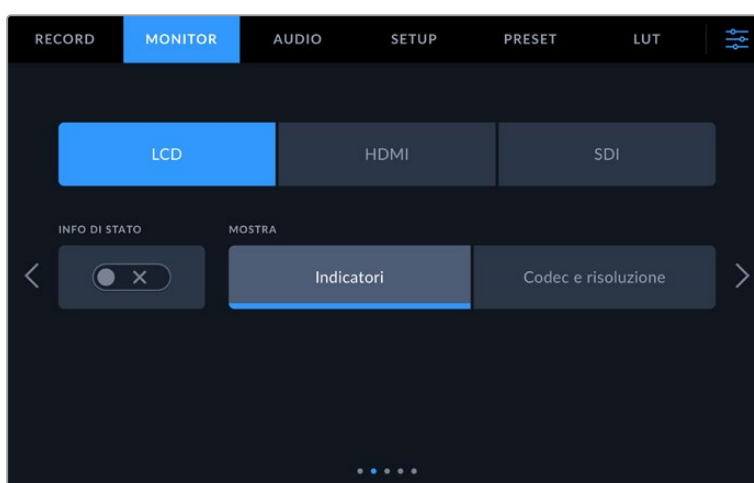 RECORD MONITOR AUDIO SETUP PRESET LUT
LCD HDMI SDI
INFO DI STATO MOSTRA
Indicatori Codec e risoluzione